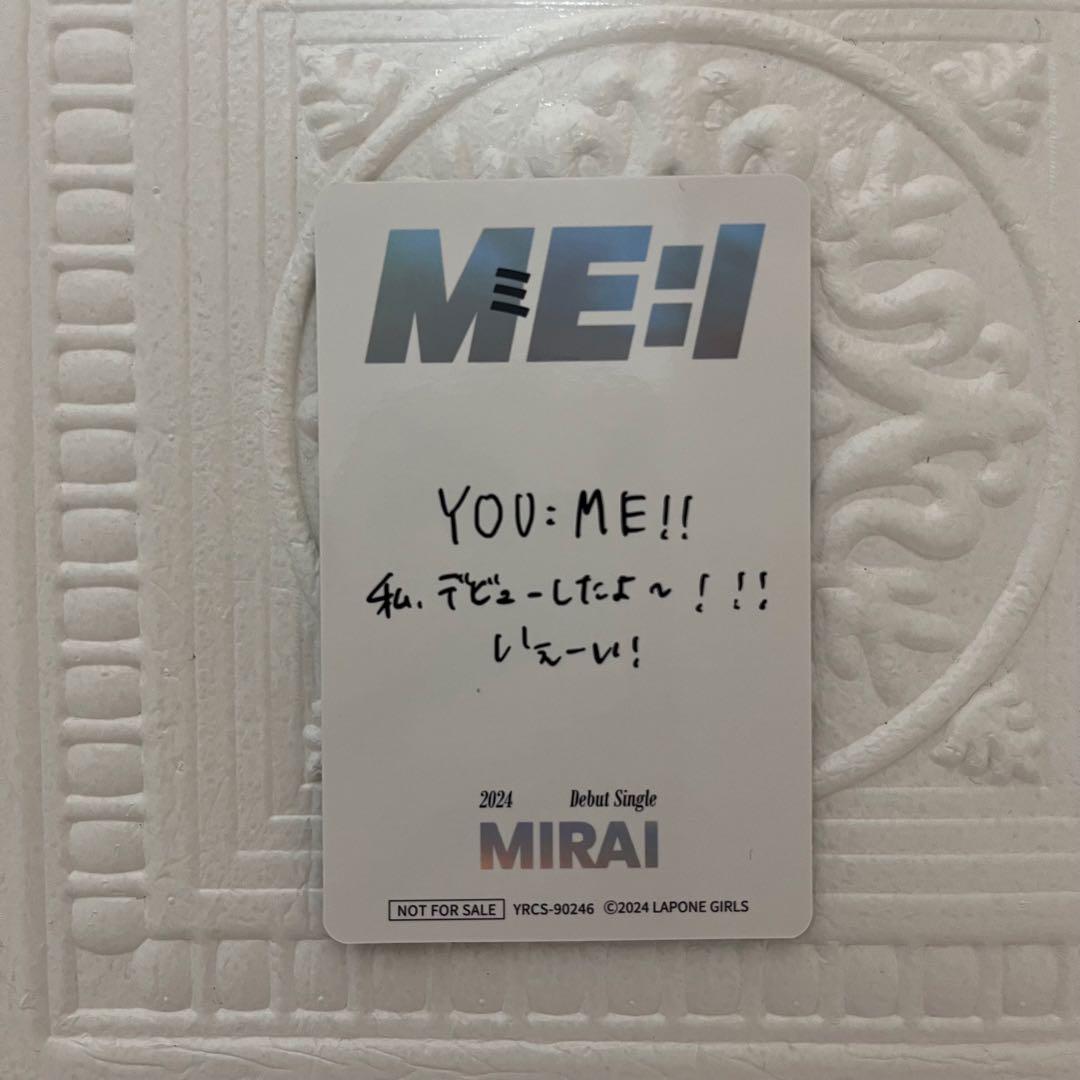 ME:I
YOU:ME!!
私、デビューしたよ～!!!
いぇーい!
2024 Debut Single
MIRAI
NOT FOR SALE YRCS-90246 ©2024 LAPONE GIRLS